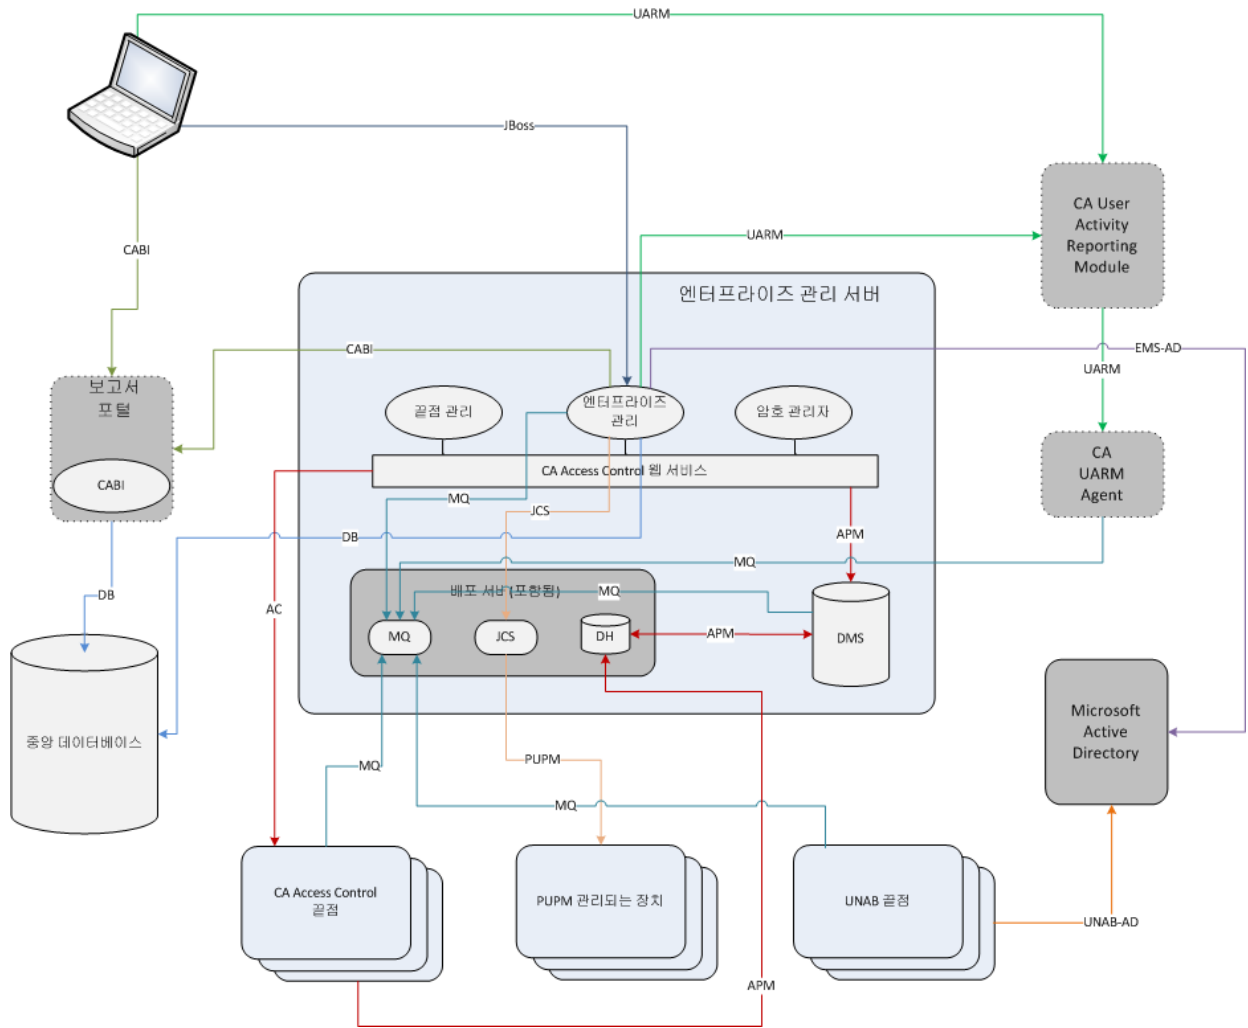 UARM
JBoss
CA User
Activity
Reporting
Module
UARM
CABI
엔터프라이즈 관리 서버
CABI
EMS-AD
UARM
보고서
포털
CABI
끝점 관리
엔터프라이즈
관리
암호 관리자
CA Access Control 웹 서비스
CA
UARM
Agent
MQ
JCS
DB
APM
MQ
DB
AC
배포 서버(포함됨)
MQ
MQ
JCS
DH
APM
DMS
중앙 데이터베이스
Microsoft
Active
Directory
MQ
PUPM
MQ
CA Access Control
끝점
PUPM 관리되는 장치
UNAB 끝점
UNAB-AD
APM